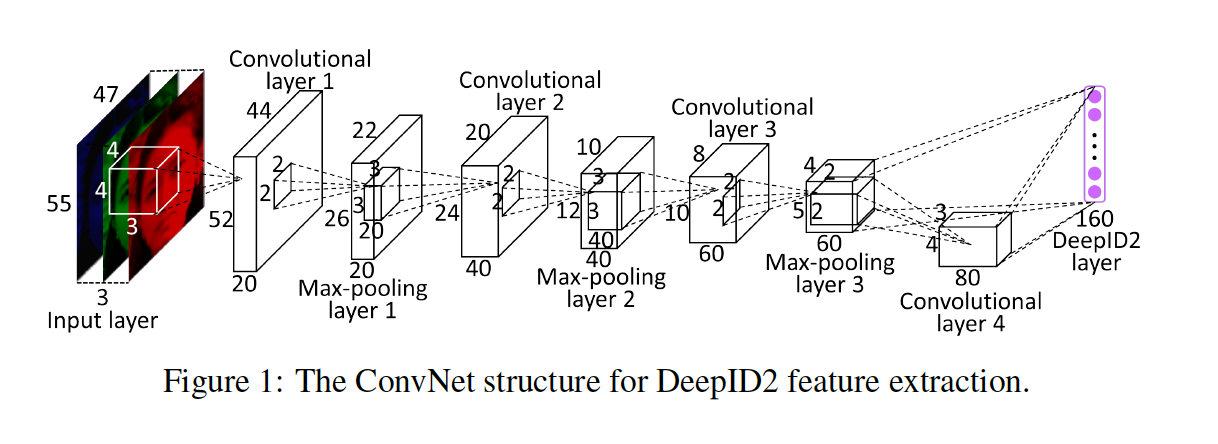 Convolutional
layer 1
47
44
4
4
3
55
52
2
2
20
3
Input layer
22
3
3
26
20
20
Max-pooling
layer 1
Convolutional
layer 2
20
2
2
24
40
10
3
3
12
40
40
Max-pooling
layer 2
Convolutional
layer 3
8
2
2
10
60
4
2
5
2
60
Max-pooling
layer 3
3
4
80
Convolutional
layer 4
160
DeepID2
layer
Figure 1: The ConvNet structure for DeepID2 feature extraction.